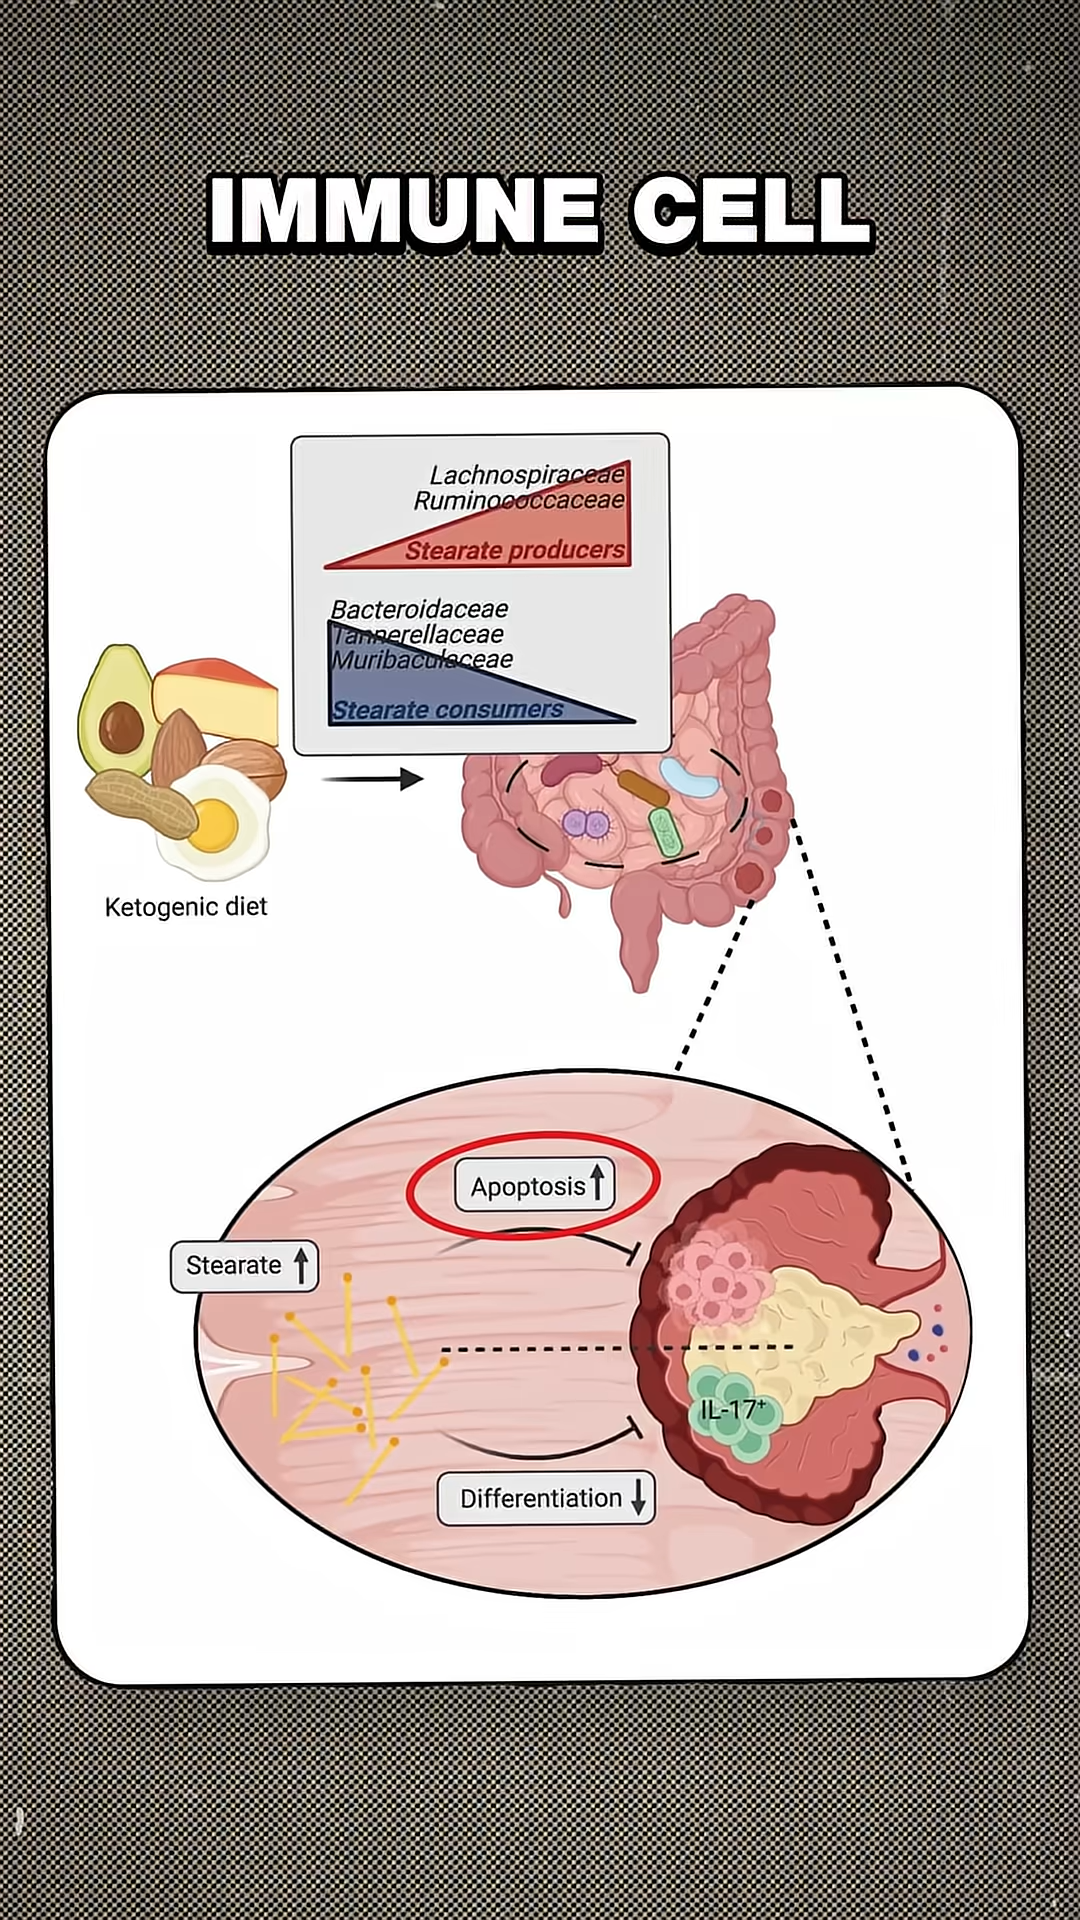 IMMUNE CELL
Lachnospiraceae
Ruminococcaceae
Stearate producers
Bacteroidaceae
Tannerellaceae
Muribaculaceae
Stearate consumers
Ketogenic diet
Apoptosis ↑
Stearate ↑
IL-17⁺
Differentiation ↓